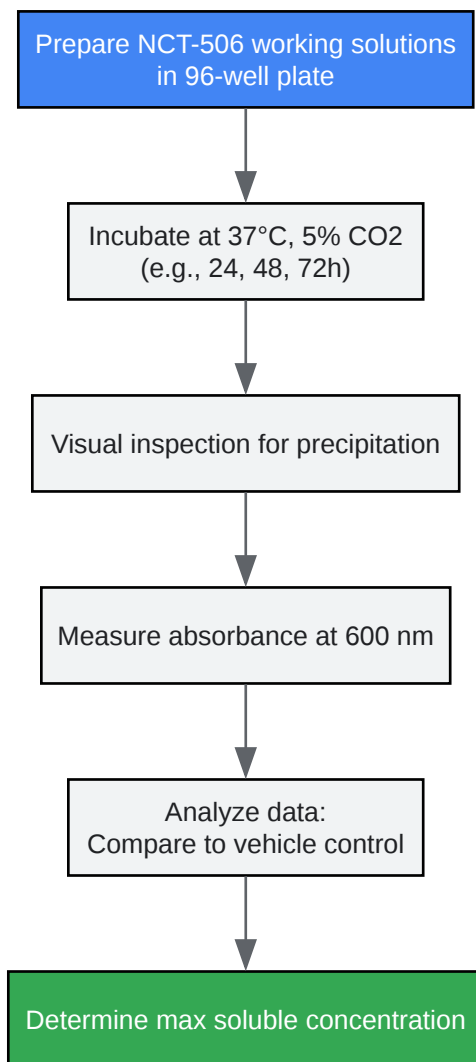 Prepare NCT-506 working solutions
in 96-well plate
Incubate at 37°C, 5% CO2
(e.g., 24, 48, 72h)
Visual inspection for precipitation
Measure absorbance at 600 nm
Analyze data:
Compare to vehicle control
Determine max soluble concentration